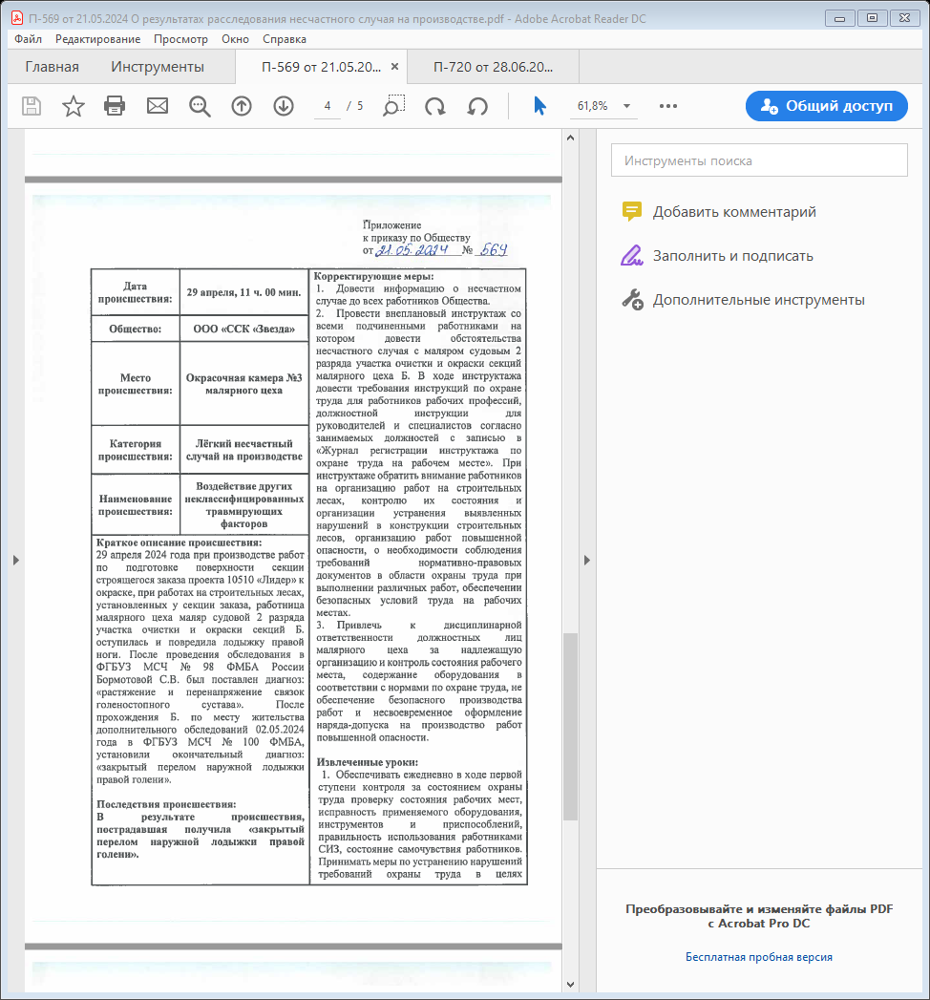 П-569 от 21.05.2024 О результатах расследования несчастного случая на производстве.pdf - Adobe Acrobat Reader DC
Файл Редактирование Просмотр Окно Справка
Главная Инструменты П-569 от 21.05.20... × П-720 от 28.06.20...
4 / 5 61,8% Общий доступ
Инструменты поиска
Добавить комментарий
Заполнить и подписать
Дополнительные инструменты
Преобразовывайте и изменяйте файлы PDF
с Acrobat Pro DC
Бесплатная пробная версия
Приложение
к приказу по Обществу
от 21.05.2024 № 569
Дата
происшествия:
29 апреля, 11 ч. 00 мин.
Общество:
ООО «ССК «Звезда»
Место
происшествия:
Окрасочная камера №3
малярного цеха
Категория
происшествия:
Лёгкий несчастный
случай на производстве
Наименование
происшествия:
Воздействие других
неклассифицированных
травмирующих
факторов
Краткое описание происшествия:
29 апреля 2024 года при производстве работ
по подготовке поверхности секции
строящегося заказа проекта 10510 «Лидер» к
окраске, при работах на строительных лесах,
установленных у секции заказа, работница
малярного цеха маляр судовой 2 разряда
участка очистки и окраски секций Б.
оступилась и повредила лодыжку правой
ноги. После проведения обследования в
ФГБУЗ МСЧ № 98 ФМБА России
Бормотовой С.В. был поставлен диагноз:
«растяжение и перенапряжение связок
голеностопного сустава». После
прохождения Б. по месту жительства
дополнительного обследований 02.05.2024
года в ФГБУЗ МСЧ № 100 ФМБА,
установили окончательный диагноз:
«закрытый перелом наружной лодыжки
правой голени».
Последствия происшествия:
В результате происшествия,
пострадавшая получила «закрытый
перелом наружной лодыжки правой
голени».
Корректирующие меры:
1. Довести информацию о несчастном
случае до всех работников Общества.
2. Провести внеплановый инструктаж со
всеми подчиненными работниками на
котором довести обстоятельства
несчастного случая с маляром судовым 2
разряда участка очистки и окраски секций
малярного цеха Б. В ходе инструктажа
довести требования инструкций по охране
труда для работников рабочих профессий,
должностной инструкции для
руководителей и специалистов согласно
занимаемых должностей с записью в
«Журнал регистрации инструктажа по
охране труда на рабочем месте». При
инструктаже обратить внимание работников
на организацию работ на строительных
лесах, контролю их состояния и
организации устранения выявленных
нарушений в конструкции строительных
лесов, организацию работ повышенной
опасности, о необходимости соблюдения
требований нормативно-правовых
документов в области охраны труда при
выполнении различных работ, обеспечении
безопасных условий труда на рабочих
местах.
3. Привлечь к дисциплинарной
ответственности должностных лиц
малярного цеха за надлежащую
организацию и контроль состояния рабочего
места, содержание оборудования в
соответствии с нормами по охране труда, не
обеспечение безопасного производства
работ и несвоевременное оформление
наряда-допуска на производство работ
повышенной опасности.
Извлеченные уроки:
1. Обеспечивать ежедневно в ходе первой
ступени контроля за состоянием охраны
труда проверку состояния рабочих мест,
исправность применяемого оборудования,
инструментов и приспособлений,
правильность использования работниками
СИЗ, состояние самочувствия работников.
Принимать меры по устранению нарушений
требований охраны труда в целях